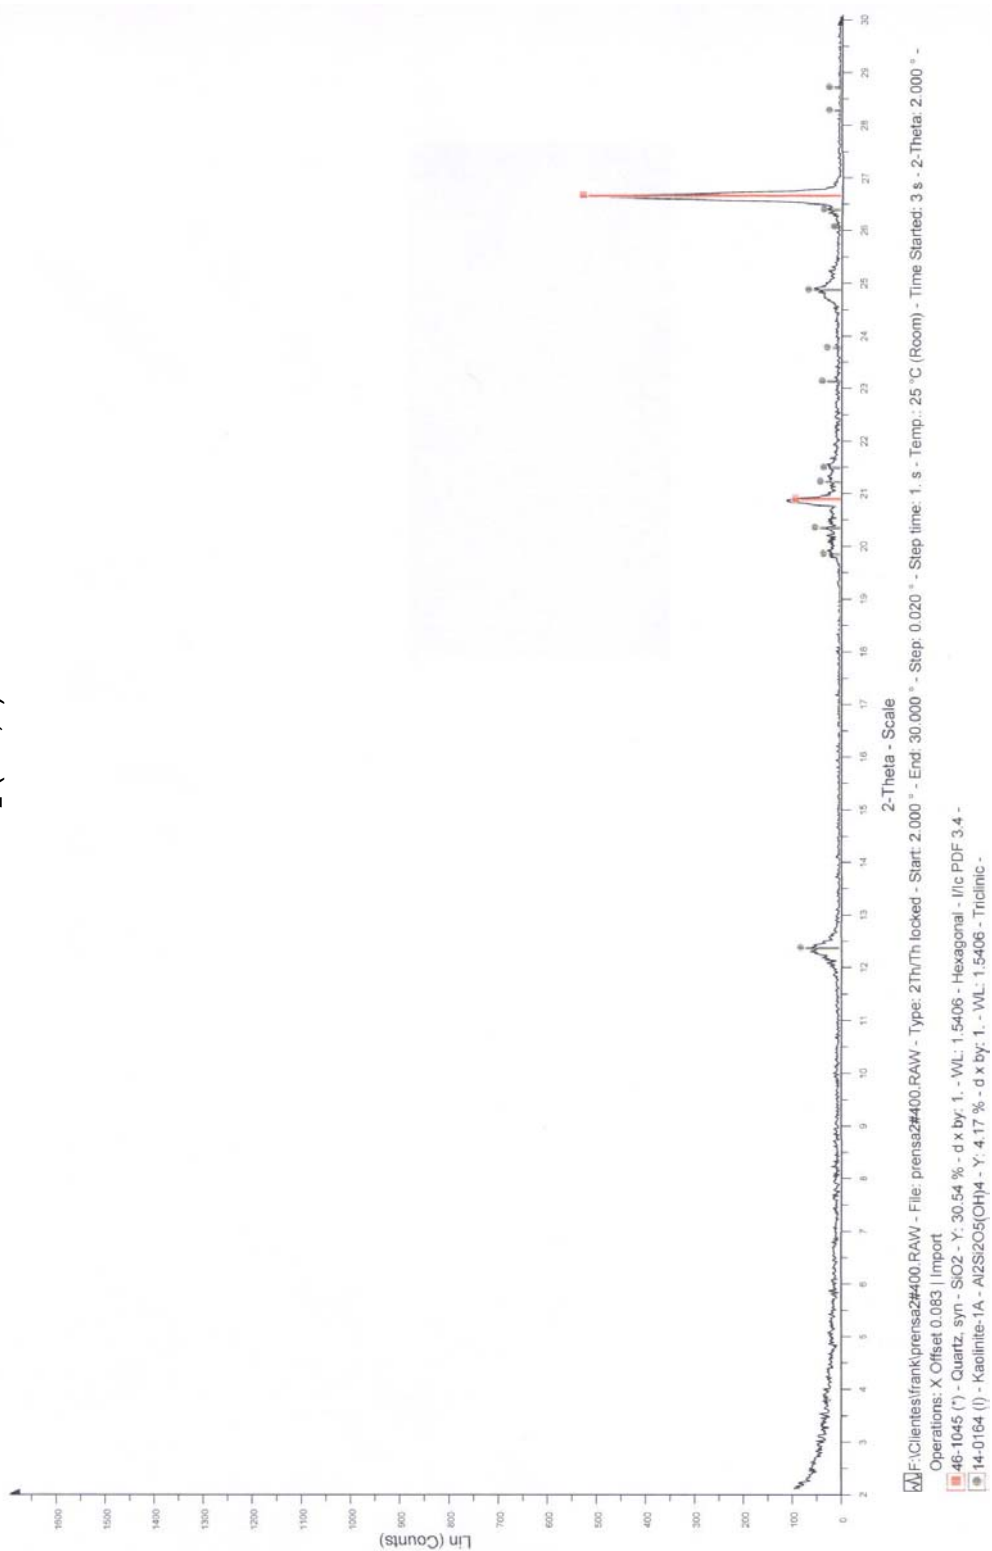 Lin (Counts)
1600
1500
1400
1300
1200
1100
1000
900
800
700
600
500
400
300
200
100
0
2 3 4 5 6 7 8 9 10 11 12 13 14 15 16 17 18 19 20 21 22 23 24 25 26 27 28 29 30
2-Theta - Scale
F:\Clientes\frank\prensa2#400.RAW - File: prensa2#400.RAW - Type: 2Th/Th locked - Start: 2.000 ° - End: 30.000 ° - Step: 0.020 ° - Step time: 1. s - Temp.: 25 °C (Room) - Time Started: 3 s - 2-Theta: 2.000 ° -
Operations: X Offset 0.083 | Import
46-1045 (*) - Quartz, syn - SiO2 - Y: 30.54 % - d x by: 1. - WL: 1.5406 - Hexagonal - I/Ic PDF 3.4 -
14-0164 (I) - Kaolinite-1A - Al2Si2O5(OH)4 - Y: 4.17 % - d x by: 1. - WL: 1.5406 - Triclinic -